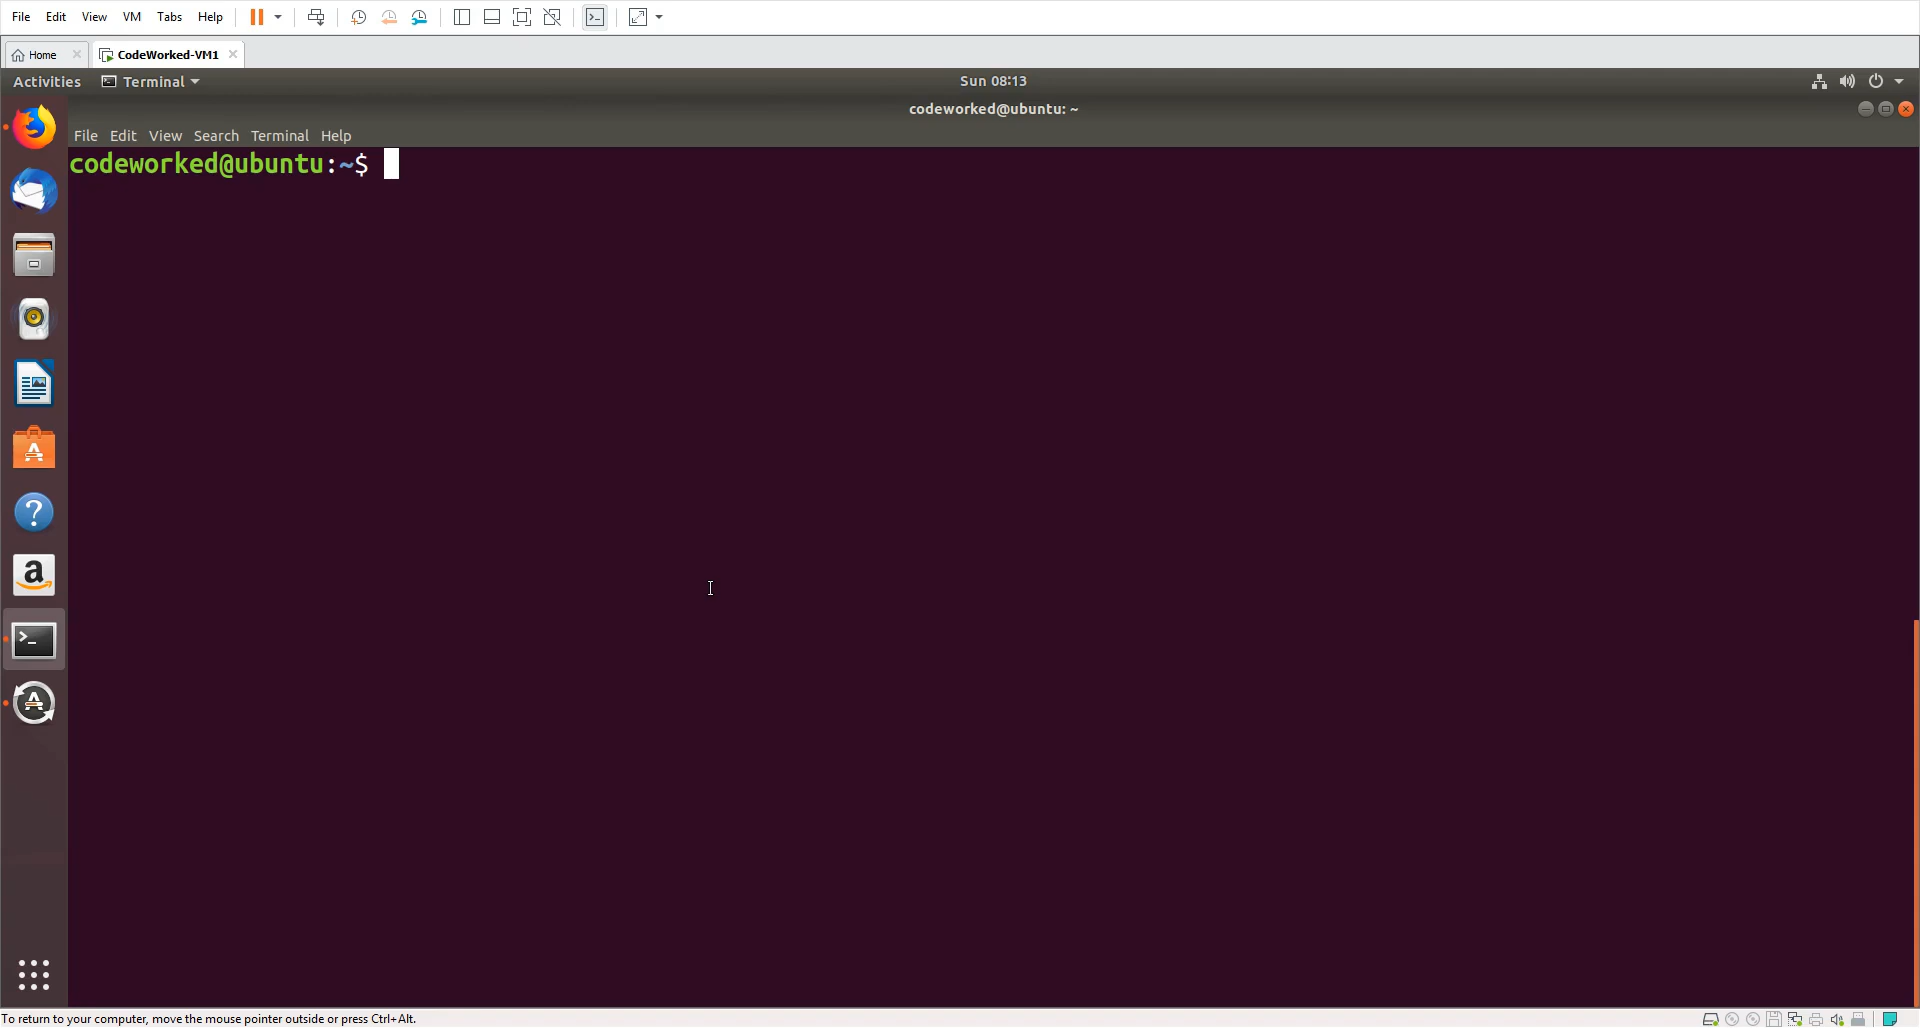 File Edit View VM Tabs Help
Home CodeWorked-VM1
Activities Terminal Sun 08:13
codeworked@ubuntu: ~
File Edit View Search Terminal Help
codeworked@ubuntu:~$
To return to your computer, move the mouse pointer outside or press Ctrl+Alt.